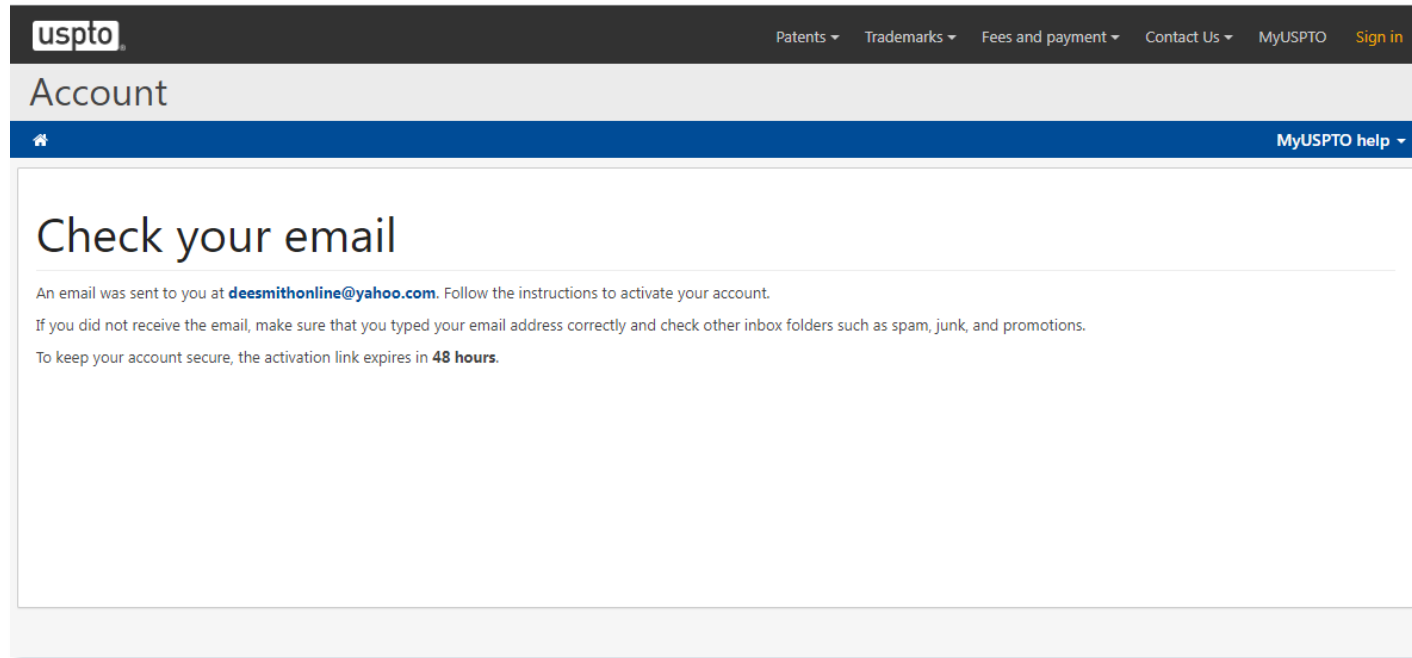 uspto Patents Trademarks Fees and payment Contact Us MyUSPTO Sign in
Account
MyUSPTO help
Check your email
An email was sent to you at deesmithonline@yahoo.com. Follow the instructions to activate your account.
If you did not receive the email, make sure that you typed your email address correctly and check other inbox folders such as spam, junk, and promotions.
To keep your account secure, the activation link expires in 48 hours.